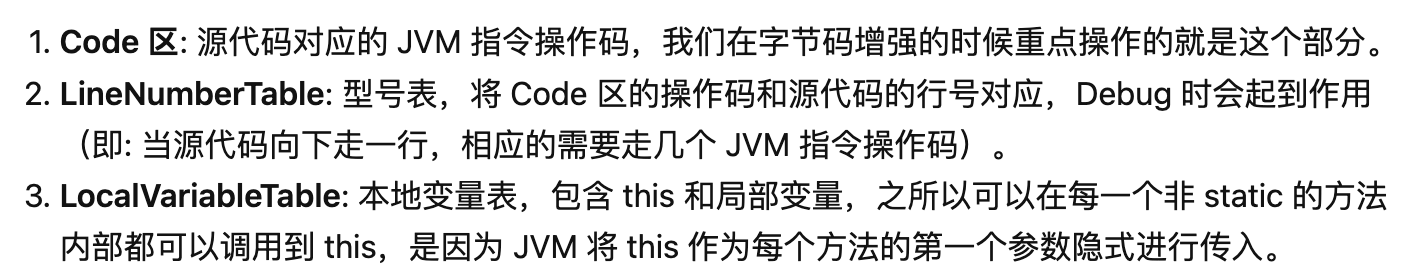 1. Code 区: 源代码对应的 JVM 指令操作码，我们在字节码增强的时候重点操作的就是这个部分。
2. LineNumberTable: 型号表，将 Code 区的操作码和源代码的行号对应，Debug 时会起到作用
（即: 当源代码向下走一行，相应的需要走几个 JVM 指令操作码）。
3. LocalVariableTable: 本地变量表，包含 this 和局部变量，之所以可以在每一个非 static 的方法
内部都可以调用到 this，是因为 JVM 将 this 作为每个方法的第一个参数隐式进行传入。